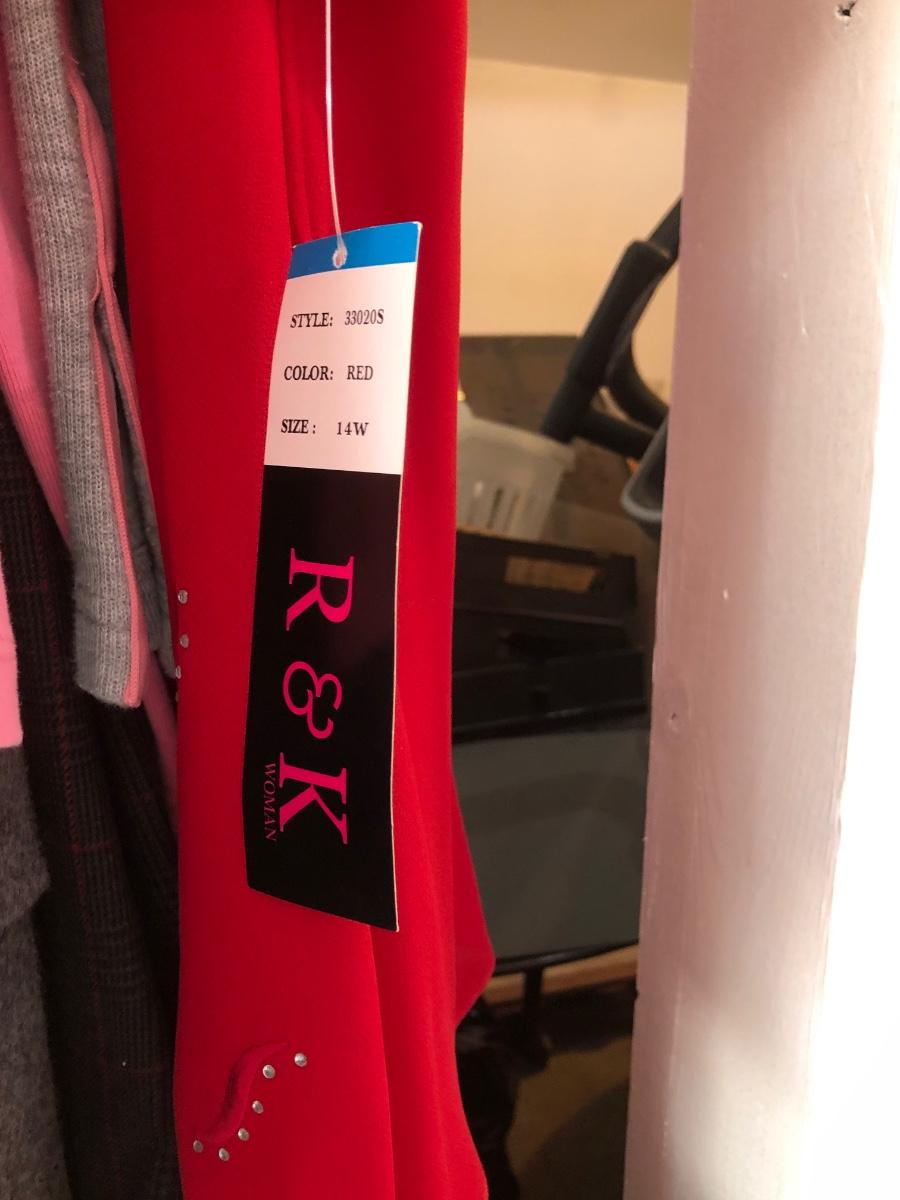 STYLE: 33020S
COLOR: RED
SIZE: 14W
R & K
WOMAN